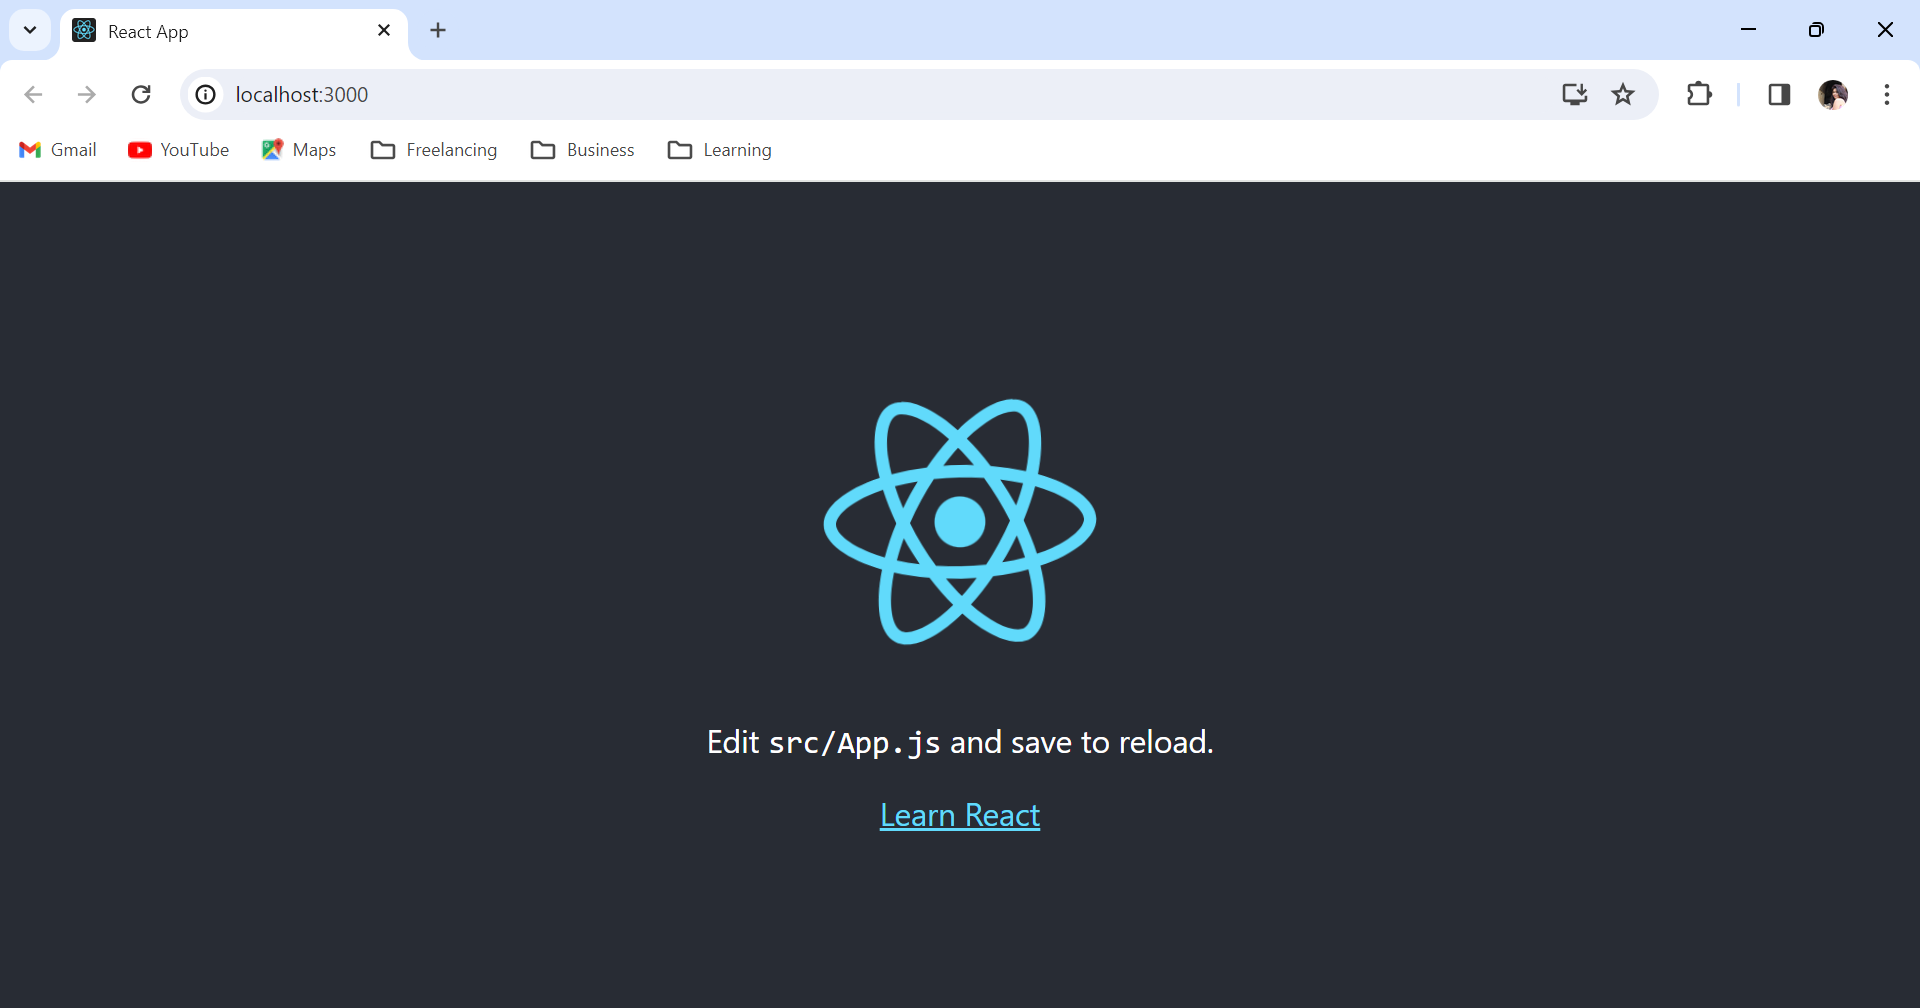 React App
localhost:3000
Gmail YouTube Maps Freelancing Business Learning
Edit src/App.js and save to reload.
Learn React